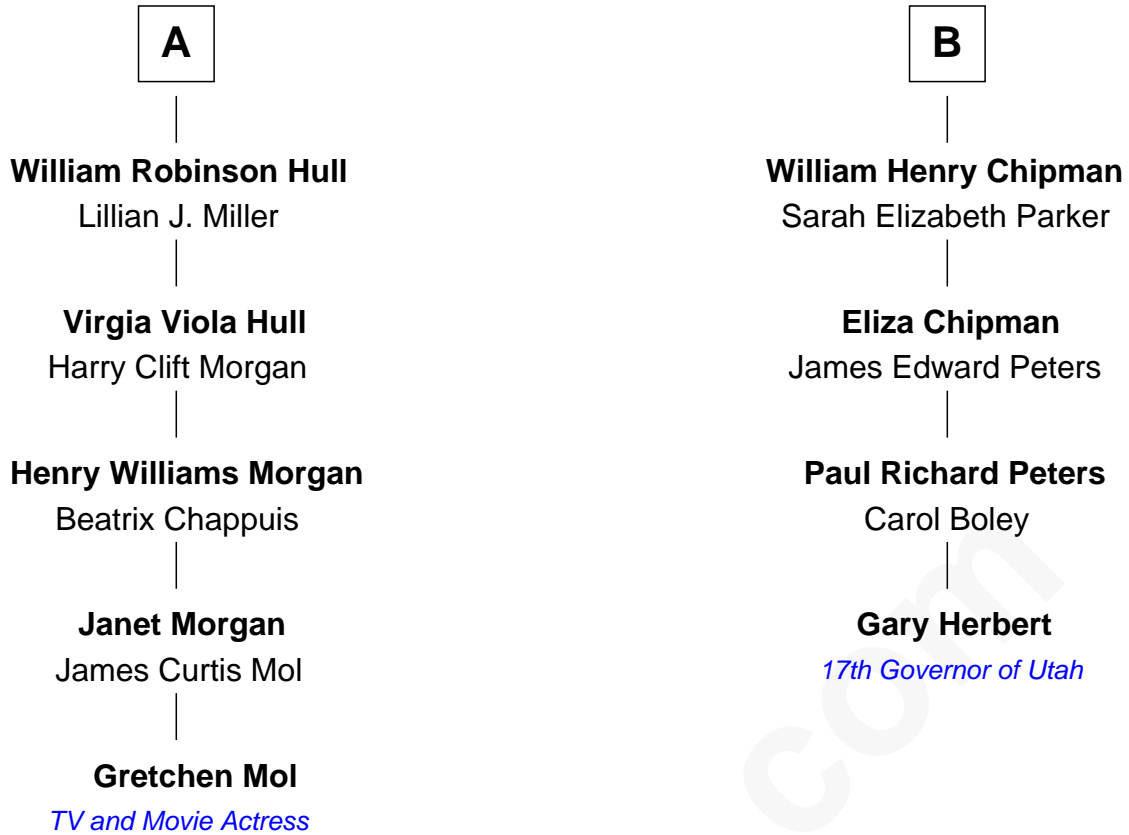 A
William Robinson Hull
Lillian J. Miller
Virgia Viola Hull
Harry Clift Morgan
Henry Williams Morgan
Beatrix Chappuis
Janet Morgan
James Curtis Mol
Gretchen Mol
TV and Movie Actress
B
William Henry Chipman
Sarah Elizabeth Parker
Eliza Chipman
James Edward Peters
Paul Richard Peters
Carol Boley
Gary Herbert
17th Governor of Utah
com